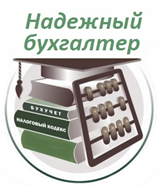 Надежный
бухгалтер
БУХУЧЕТ
НАЛОГОВЫЙ КОДЕКС